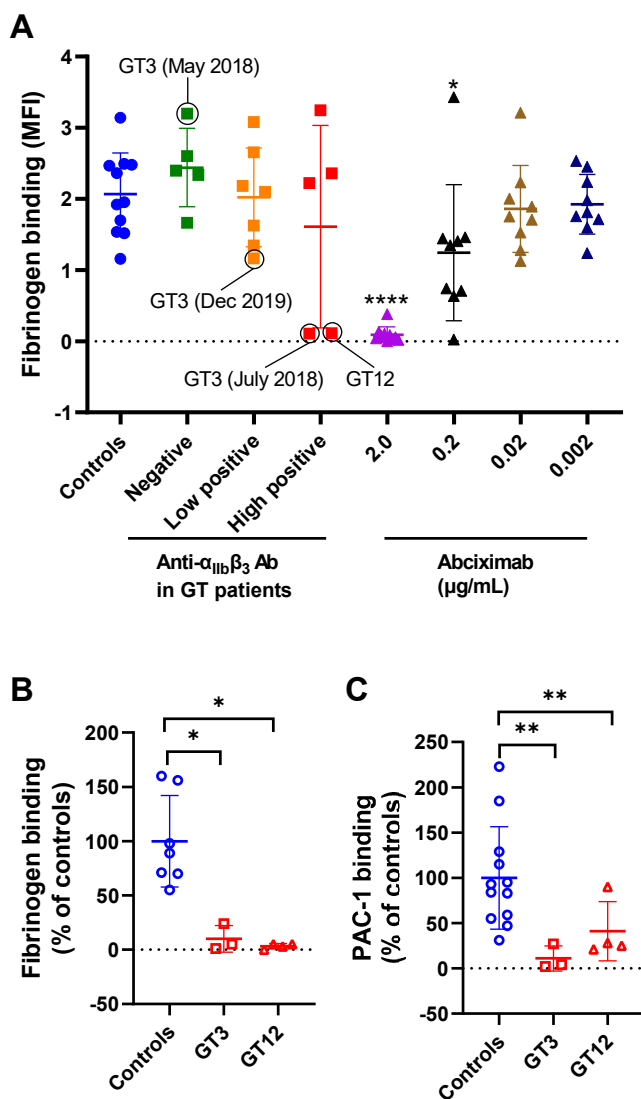 A
Fibrinogen binding (MFI)
4
3
2
1
0
-1
GT3 (May 2018)
GT3 (Dec 2019)
GT3 (July 2018)
GT12
****
*
Controls
Negative
Low positive
High positive
2.0
0.2
0.02
0.002
Anti-αIIbβ3 Ab
in GT patients
Abciximab
(µg/mL)
B
Fibrinogen binding
(% of controls)
200
150
100
50
0
-50
*
*
Controls
GT3
GT12
C
PAC-1 binding
(% of controls)
250
200
150
100
50
0
-50
**
**
Controls
GT3
GT12